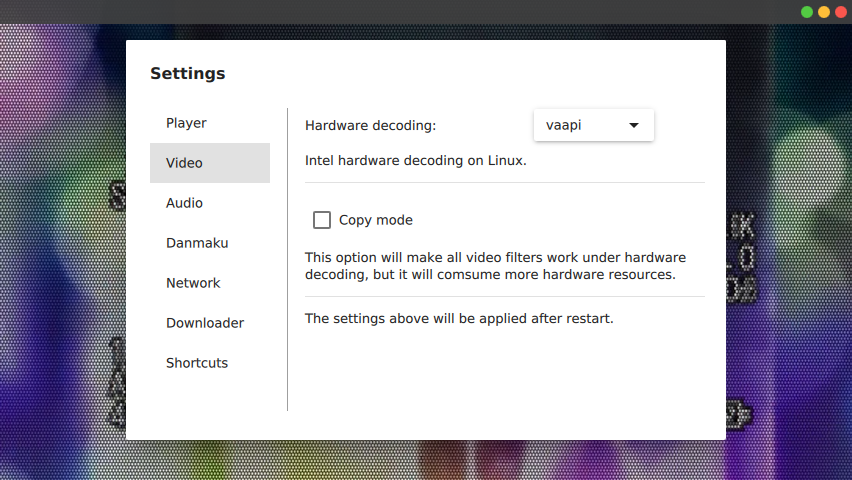 Settings
Player
Video
Audio
Danmaku
Network
Downloader
Shortcuts
Hardware decoding:
vaapi
Intel hardware decoding on Linux.
Copy mode
This option will make all video filters work under hardware
decoding, but it will comsume more hardware resources.
The settings above will be applied after restart.